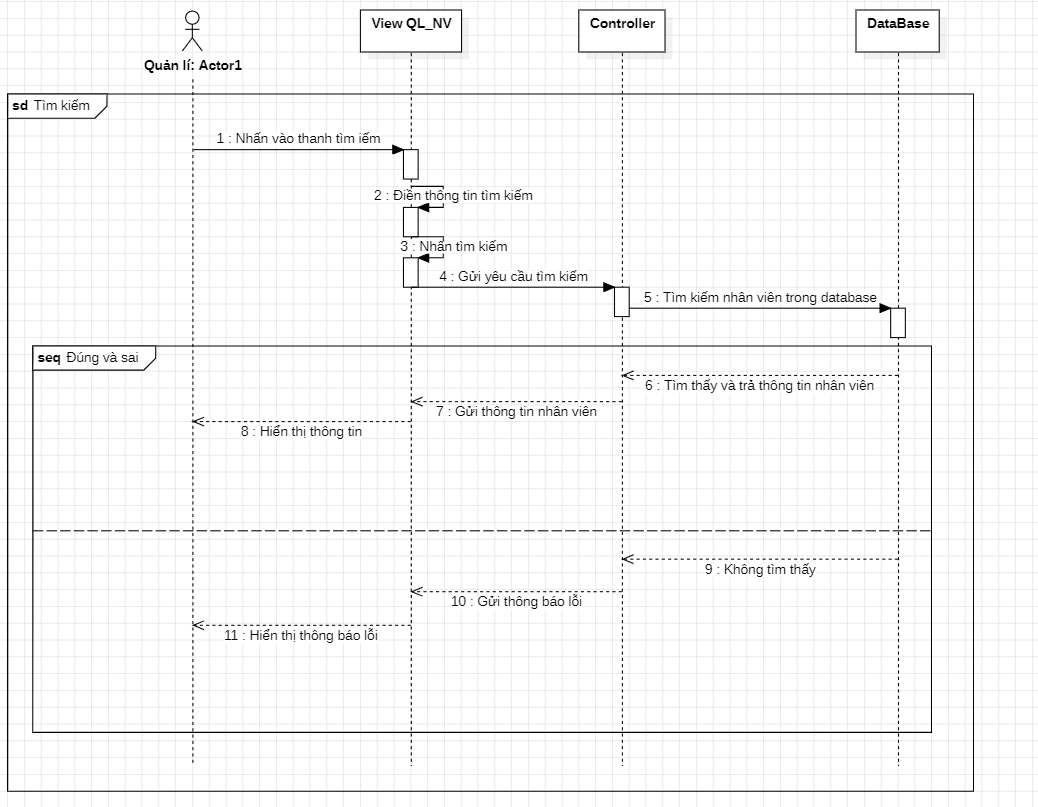 View QL_NV
Controller
DataBase
Quản lí: Actor1
sd Tìm kiếm
1 : Nhấn vào thanh tìm iếm
2 : Điền thông tin tìm kiếm
3 : Nhấn tìm kiếm
4 : Gửi yêu cầu tìm kiếm
5 : Tìm kiếm nhân viên trong database
seq Đúng và sai
6 : Tìm thấy và trả thông tin nhân viên
7 : Gửi thông tin nhân viên
8 : Hiển thị thông tin
9 : Không tìm thấy
10 : Gửi thông báo lỗi
11 : Hiển thị thông báo lỗi